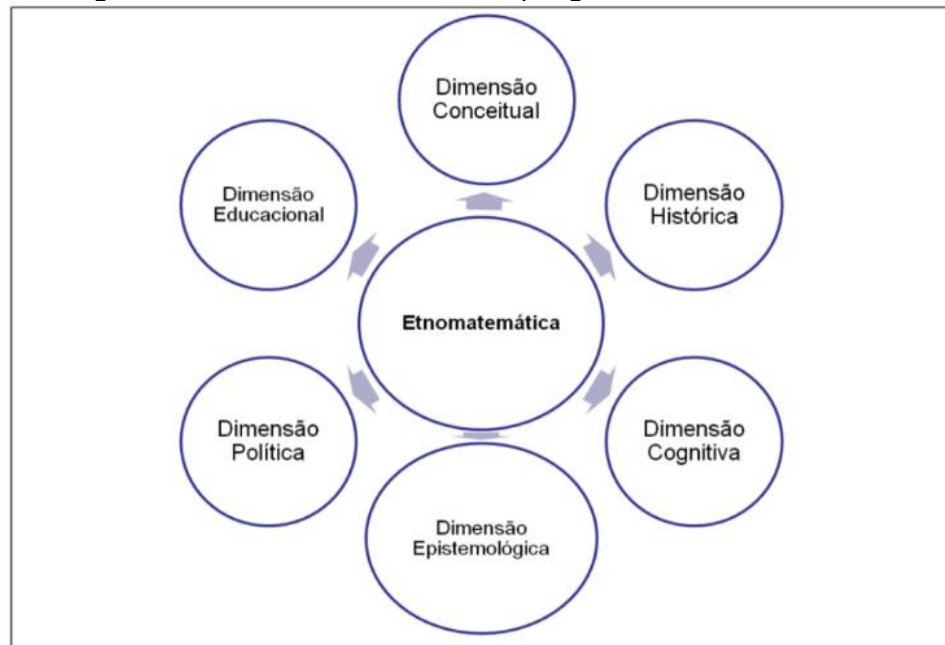 Dimensão
Conceitual
Dimensão
Educacional
Dimensão
Histórica
Etnomatemática
Dimensão
Política
Dimensão
Cognitiva
Dimensão
Epistemológica